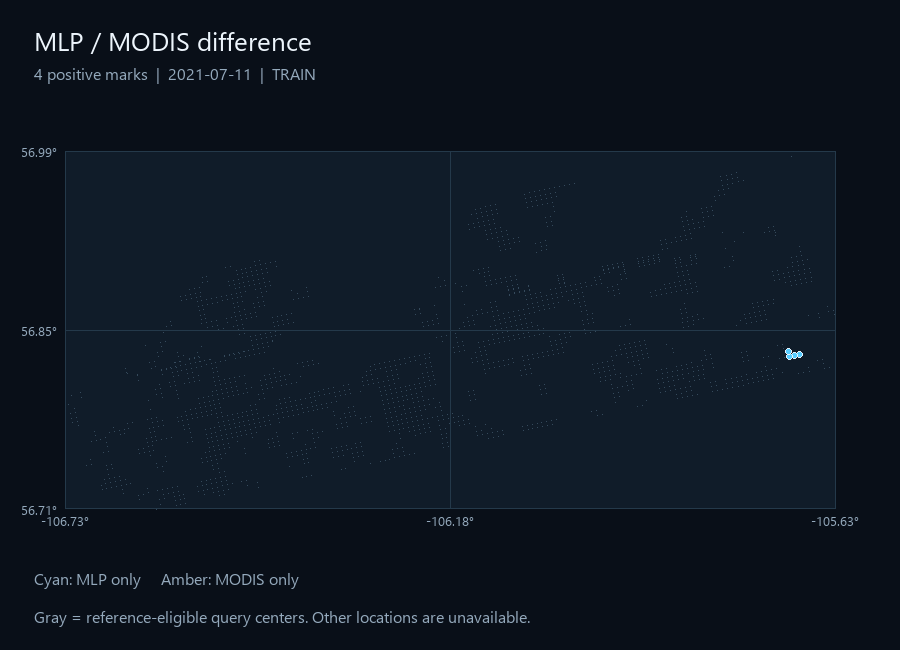 MLP / MODIS difference
4 positive marks | 2021-07-11 | TRAIN
56.99°
56.85°
56.71°
-106.73°
-106.18°
-105.63°
Cyan: MLP only Amber: MODIS only
Gray = reference-eligible query centers. Other locations are unavailable.